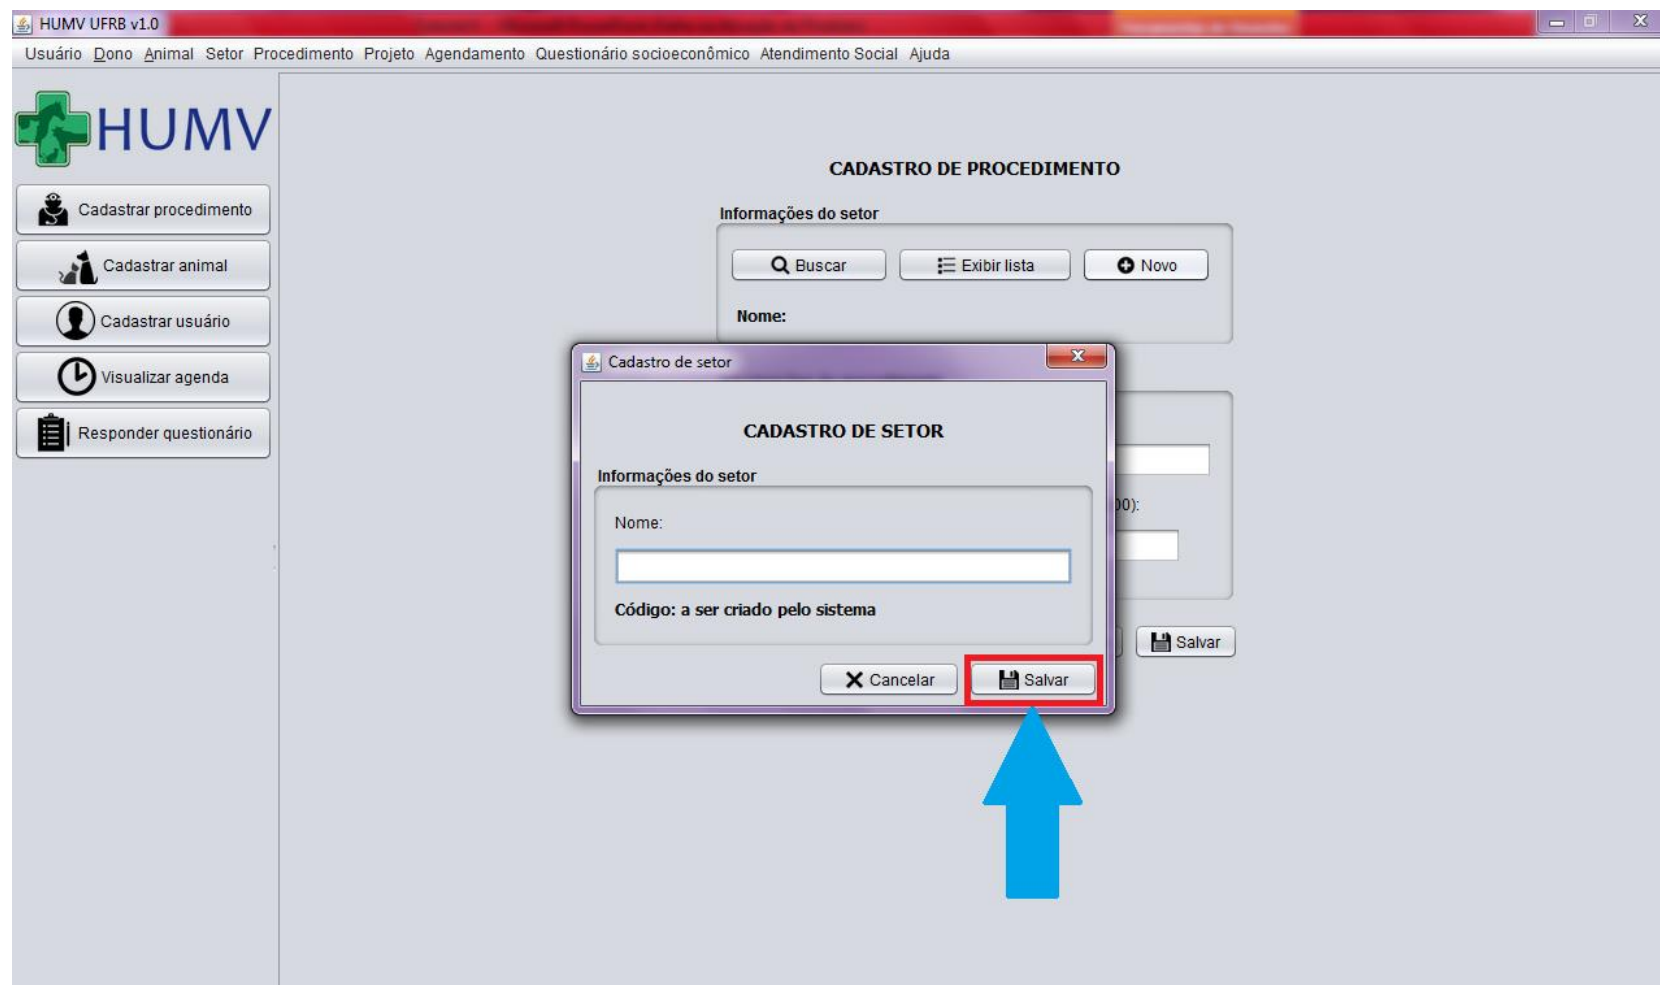 HUMV UFRB v1.0
Usuário Dono Animal Setor Procedimento Projeto Agendamento Questionário socioeconômico Atendimento Social Ajuda
HUMV
Cadastrar procedimento
Cadastrar animal
Cadastrar usuário
Visualizar agenda
Responder questionário
CADASTRO DE PROCEDIMENTO
Informações do setor
Buscar Exibir lista Novo
Nome:
Cadastro de setor
CADASTRO DE SETOR
Informações do setor
Nome:
00):
Código: a ser criado pelo sistema
Cancelar Salvar
Salvar